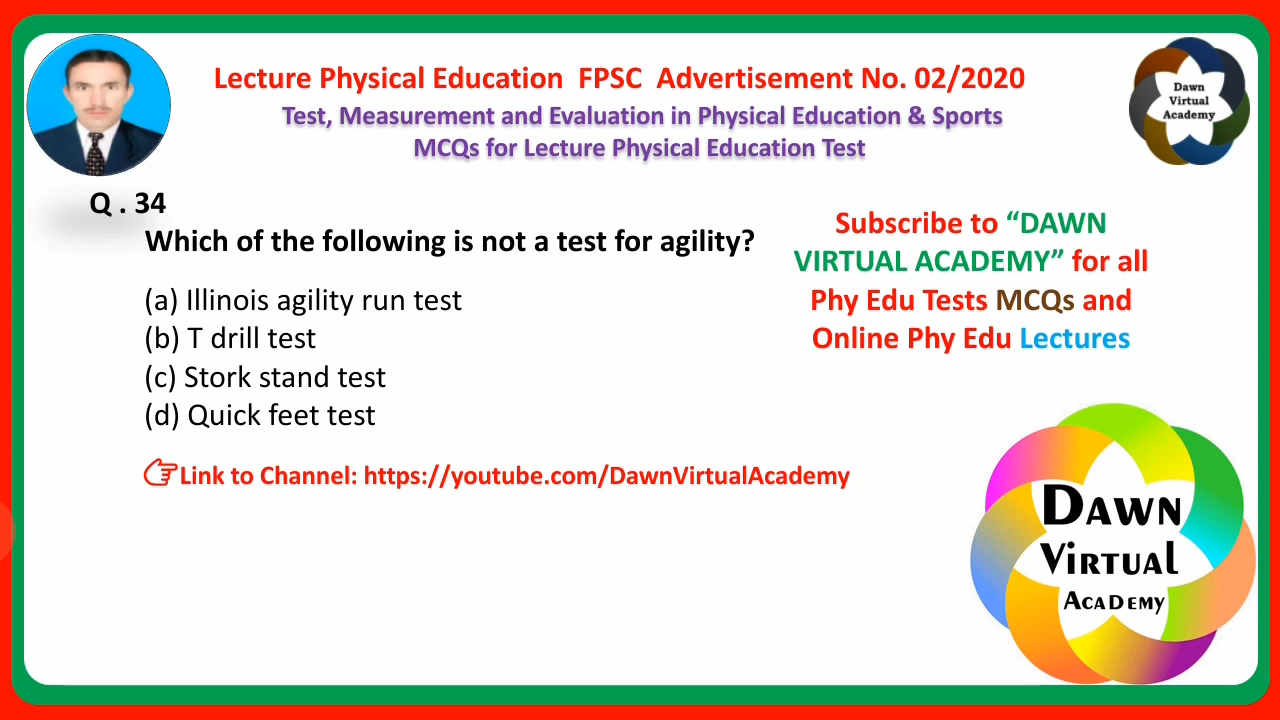 Lecture Physical Education FPSC Advertisement No. 02/2020
Test, Measurement and Evaluation in Physical Education & Sports
MCQs for Lecture Physical Education Test
Dawn
Virtual
Academy
Q . 34
Which of the following is not a test for agility?
(a) Illinois agility run test
(b) T drill test
(c) Stork stand test
(d) Quick feet test
Subscribe to “DAWN
VIRTUAL ACADEMY” for all
Phy Edu Tests MCQs and
Online Phy Edu Lectures
Link to Channel: https://youtube.com/DawnVirtualAcademy
DAWN
VIRTUAL
ACADEMY